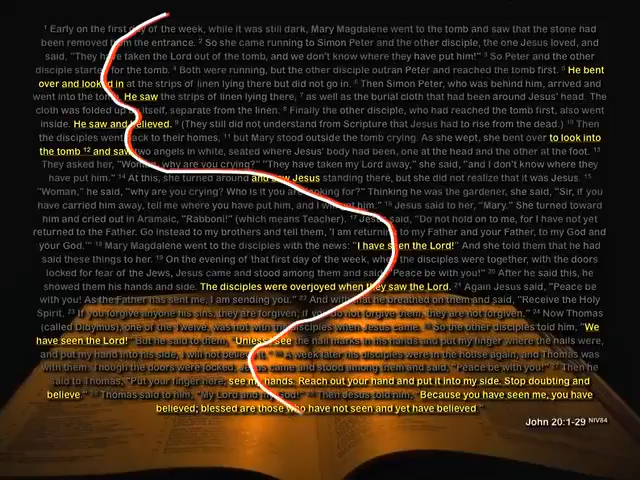 ¹ Early on the first day of the week, while it was still dark, Mary Magdalene went to the tomb and saw that the stone had
been removed from the entrance. ² So she came running to Simon Peter and the other disciple, the one Jesus loved, and
said, "They have taken the Lord out of the tomb, and we don't know where they have put him!" ³ So Peter and the other
disciple started for the tomb. ⁴ Both were running, but the other disciple outran Peter and reached the tomb first. ⁵ He bent
over and looked in at the strips of linen lying there but did not go in. ⁶ Then Simon Peter, who was behind him, arrived and
went into the tomb. He saw the strips of linen lying there, ⁷ as well as the burial cloth that had been around Jesus' head. The
cloth was folded up by itself, separate from the linen. ⁸ Finally the other disciple, who had reached the tomb first, also went
inside. He saw and believed. ⁹ (They still did not understand from Scripture that Jesus had to rise from the dead.) ¹⁰ Then
the disciples went back to their homes, ¹¹ but Mary stood outside the tomb crying. As she wept, she bent over to look into
the tomb ¹² and saw two angels in white, seated where Jesus' body had been, one at the head and the other at the foot. ¹³
They asked her, "Woman, why are you crying?" "They have taken my Lord away," she said, "and I don't know where they
have put him." ¹⁴ At this, she turned around and saw Jesus standing there, but she did not realize that it was Jesus. ¹⁵
"Woman," he said, "why are you crying? Who is it you are looking for?" Thinking he was the gardener, she said, "Sir, if you
have carried him away, tell me where you have put him, and I will get him." ¹⁶ Jesus said to her, "Mary." She turned toward
him and cried out in Aramaic, "Rabboni!" (which means Teacher). ¹⁷ Jesus said, "Do not hold on to me, for I have not yet
returned to the Father. Go instead to my brothers and tell them, 'I am returning to my Father and your Father, to my God and
your God.'" ¹⁸ Mary Magdalene went to the disciples with the news: "I have seen the Lord!" And she told them that he had
said these things to her. ¹⁹ On the evening of that first day of the week, when the disciples were together, with the doors
locked for fear of the Jews, Jesus came and stood among them and said, "Peace be with you!" ²⁰ After he said this, he
showed them his hands and side. The disciples were overjoyed when they saw the Lord. ²¹ Again Jesus said, "Peace be
with you! As the Father has sent me, I am sending you." ²² And with that he breathed on them and said, "Receive the Holy
Spirit. ²³ If you forgive anyone his sins, they are forgiven; if you do not forgive them, they are not forgiven." ²⁴ Now Thomas
(called Didymus), one of the Twelve, was not with the disciples when Jesus came. ²⁵ So the other disciples told him, "We
have seen the Lord!" But he said to them, "Unless I see the nail marks in his hands and put my finger where the nails were,
and put my hand into his side, I will not believe it." ²⁶ A week later his disciples were in the house again, and Thomas was
with them. Though the doors were locked, Jesus came and stood among them and said, "Peace be with you!" ²⁷ Then he
said to Thomas, "Put your finger here; see my hands. Reach out your hand and put it into my side. Stop doubting and
believe." ²⁸ Thomas said to him, "My Lord and my God!" ²⁹ Then Jesus told him, "Because you have seen me, you have
believed; blessed are those who have not seen and yet have believed."
John 20:1-29 NIV84